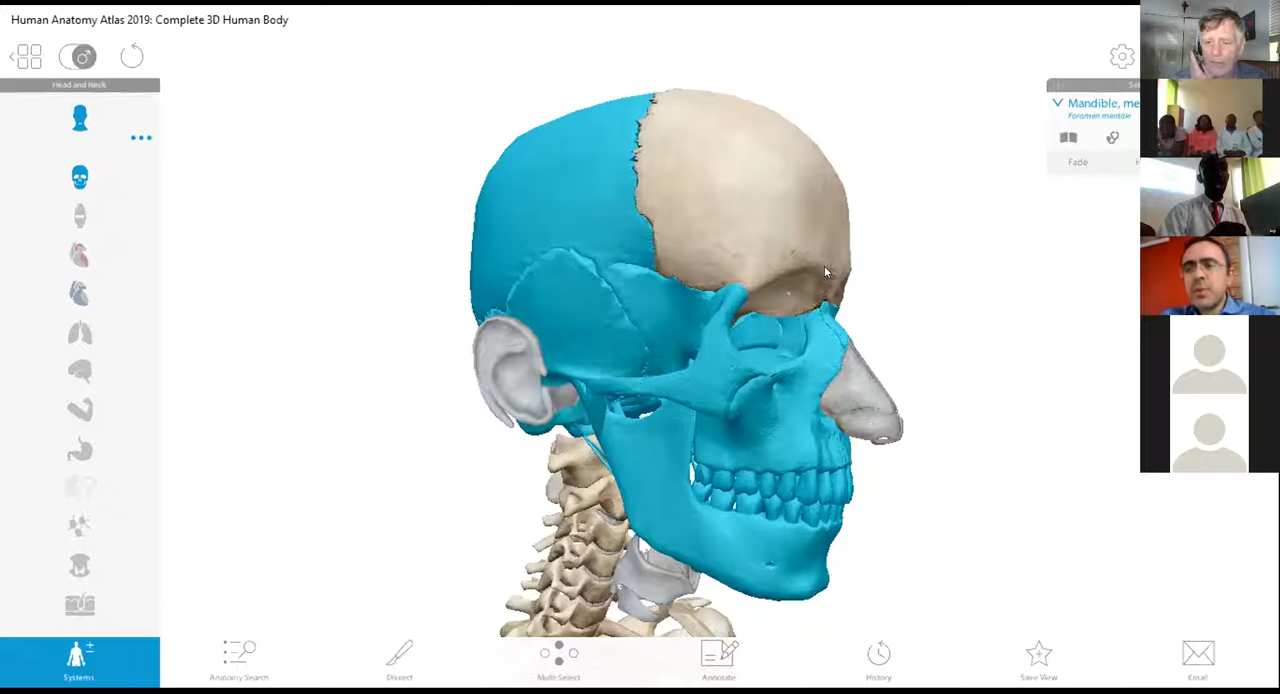 Human Anatomy Atlas 2019: Complete 3D Human Body
Head and Neck
Mandible, me
Foramen mentale
Fade
Systems
Anatomy Search
Dissect
Multi-Select
Annotate
History
Save View
Email